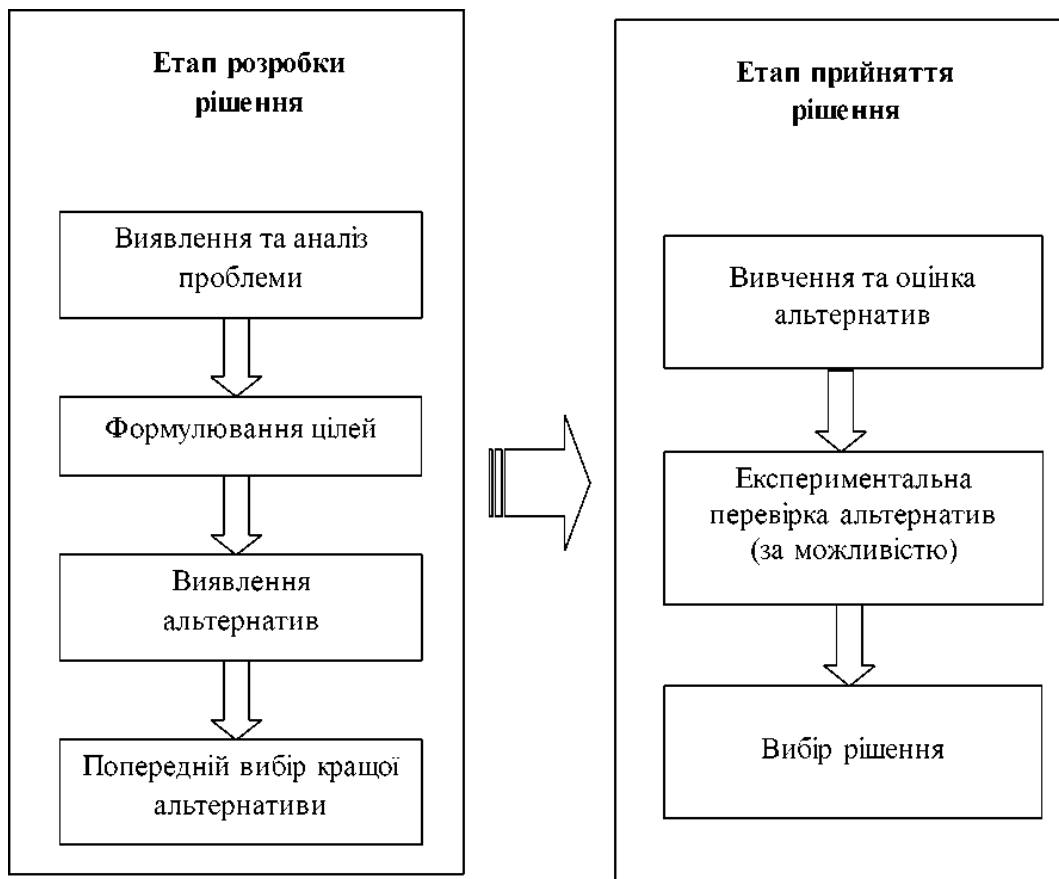 Етап розробки
рішення
Виявлення та аналіз
проблеми
Формулювання цілей
Виявлення
альтернатив
Попередній вибір кращої
альтернативи
Етап прийняття
рішення
Вивчення та оцінка
альтернатив
Експериментальна
перевірка альтернатив
(за можливістю)
Вибір рішення